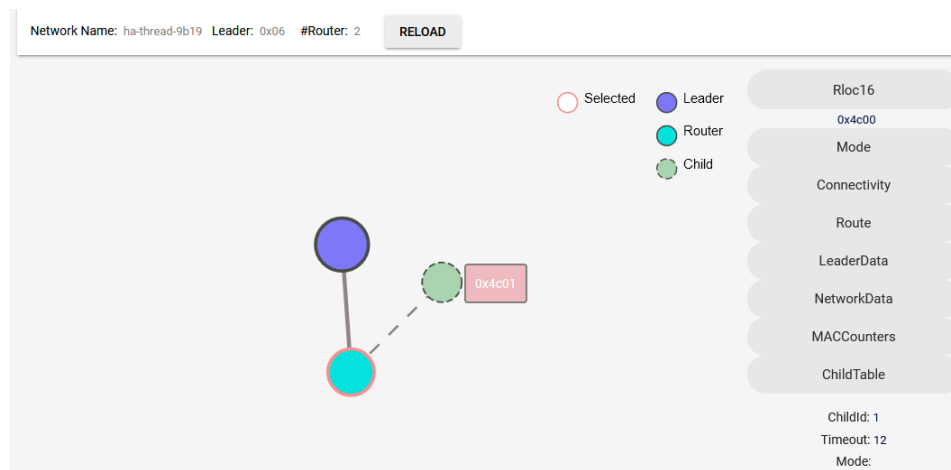 Network Name: ha-thread-9b19 Leader: 0x06 #Router: 2 RELOAD
Selected
Leader
Router
Child
0x4c01
Rloc16
0x4c00
Mode
Connectivity
Route
LeaderData
NetworkData
MACCounters
ChildTable
ChildId: 1
Timeout: 12
Mode: